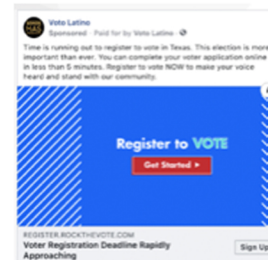 Voto Latino
Sponsored · Paid for by Voto Latino ·
Time is running out to register to vote in Texas. This election is more
important than ever. You can complete your voter application online
in less than 5 minutes. Register to vote NOW to make your voice
heard and stand with our community.
Register to VOTE
Get Started
REGISTER.ROCKTHEVOTE.COM
Voter Registration Deadline Rapidly
Approaching
Sign Up